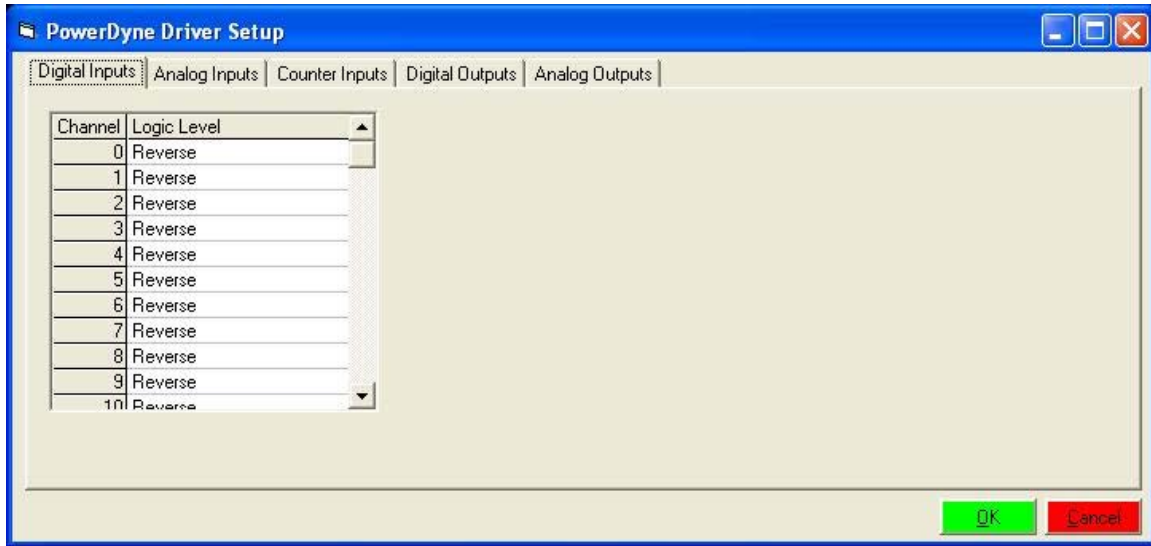 PowerDyne Driver Setup
Digital Inputs Analog Inputs Counter Inputs Digital Outputs Analog Outputs
Channel Logic Level
0 Reverse
1 Reverse
2 Reverse
3 Reverse
4 Reverse
5 Reverse
6 Reverse
7 Reverse
8 Reverse
9 Reverse
10 Reverse
OK Cancel